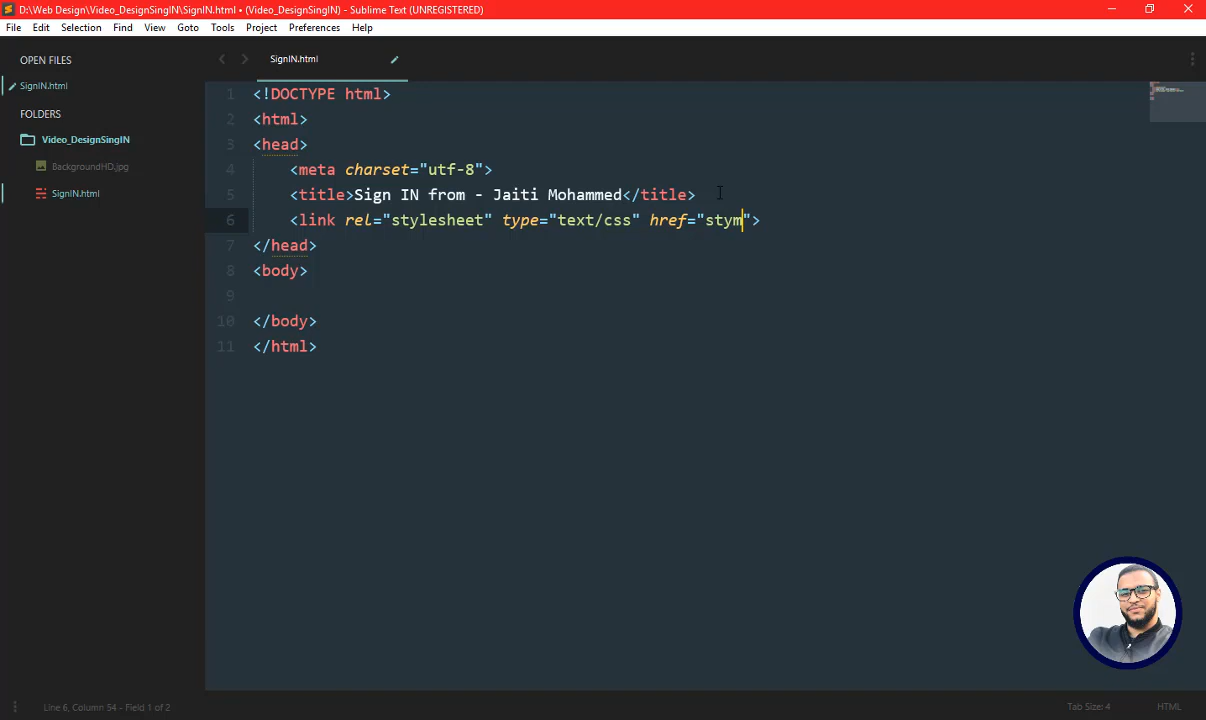 D:\Web Design\Video_DesignSingIN\SignIN.html • (Video_DesignSingIN) - Sublime Text (UNREGISTERED)
File Edit Selection Find View Goto Tools Project Preferences Help
OPEN FILES
SignIN.html
FOLDERS
Video_DesignSingIN
BackgroundHD.jpg
SignIN.html
SignIN.html
1 <!DOCTYPE html>
2 <html>
3 <head>
4 <meta charset="utf-8">
5 <title>Sign IN from - Jaiti Mohammed</title>
6 <link rel="stylesheet" type="text/css" href="stym">
7 </head>
8 <body>
9
10 </body>
11 </html>
Line 6, Column 54 - Field 1 of 2
Tab Size: 4
HTML